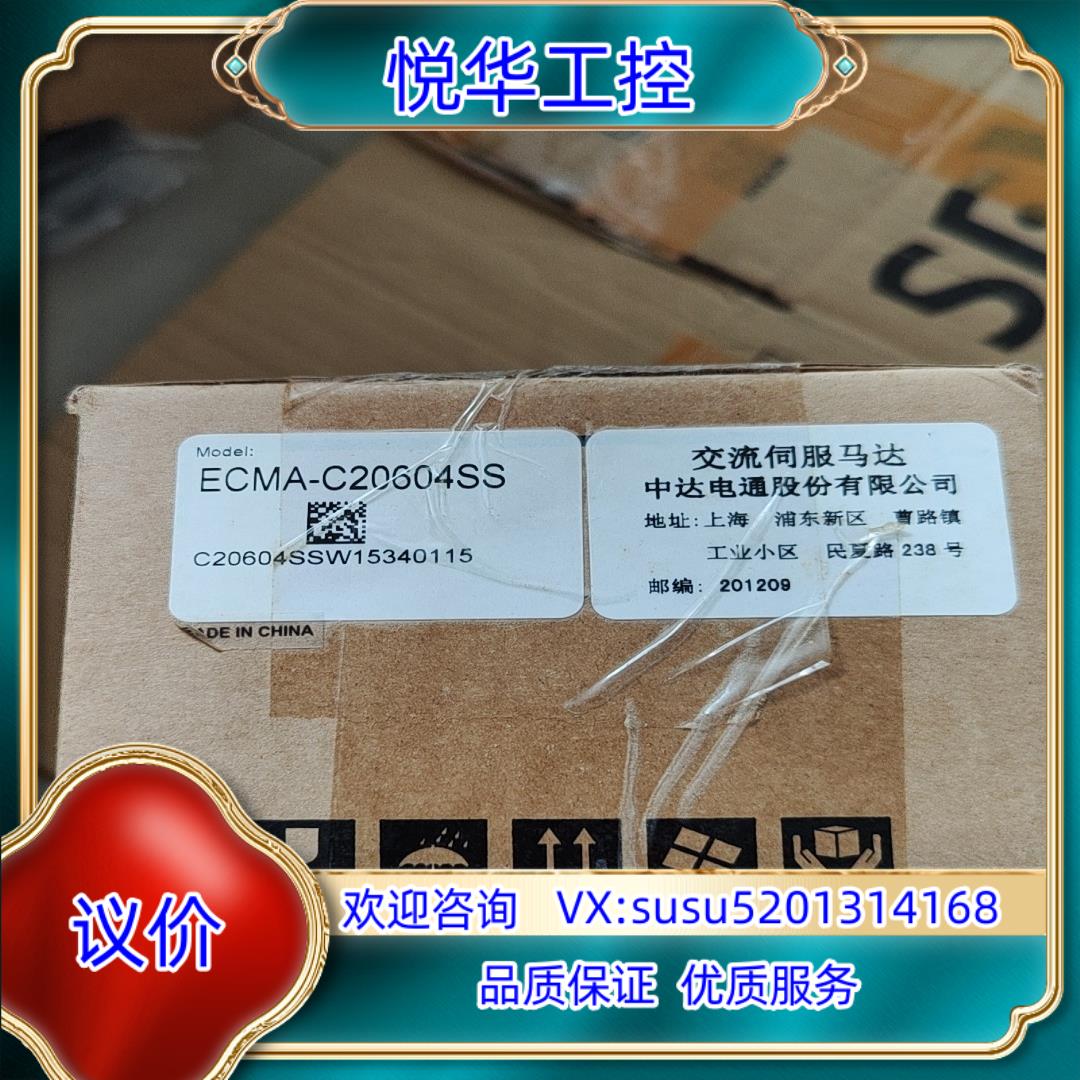 悦华工控
Model:
ECMA-C20604SS
C20604SSW15340115
ADE IN CHINA
交流伺服马达
中达电通股份有限公司
地址:上海 浦东新区 曹路镇
工业小区 民夏路 238 号
邮编: 201209
议价
欢迎咨询 VX:susu5201314168
品质保证 优质服务